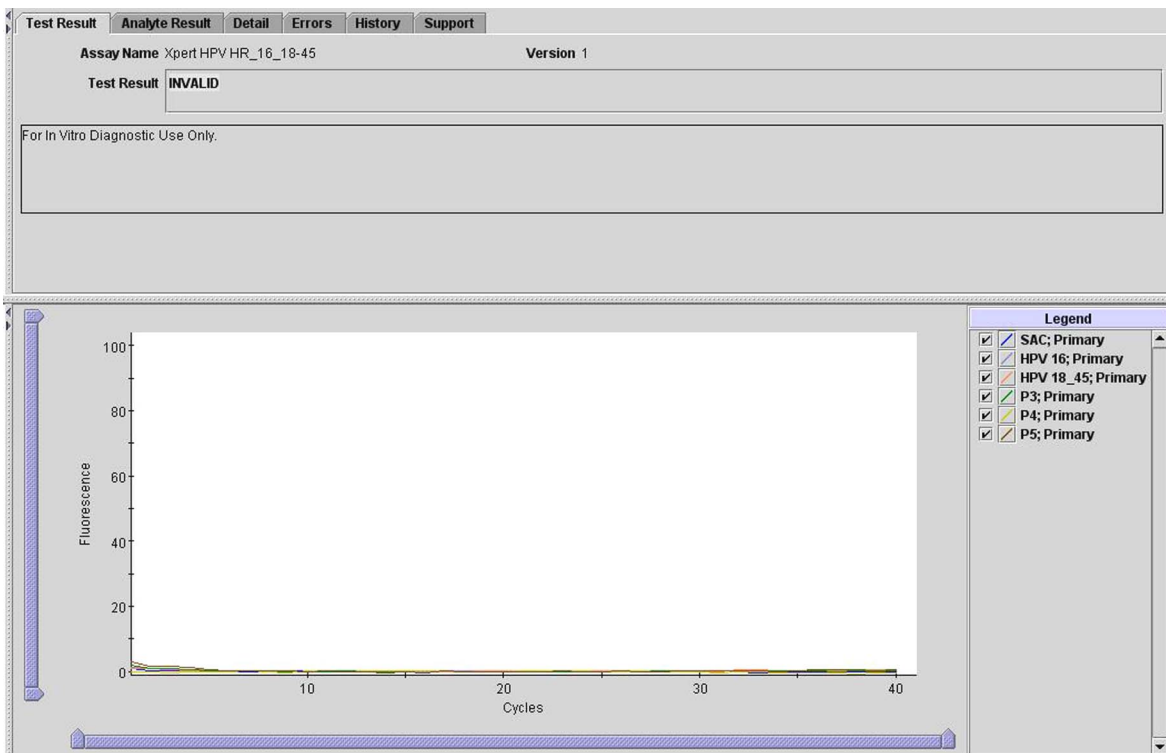 Test Result Analyte Result Detail Errors History Support
Assay Name Xpert HPV HR_16_18-45 Version 1
Test Result INVALID
For In Vitro Diagnostic Use Only.
Legend
SAC; Primary
HPV 16; Primary
HPV 18_45; Primary
P3; Primary
P4; Primary
P5; Primary
100
80
60
40
20
0
Fluorescence
10 20 30 40
Cycles